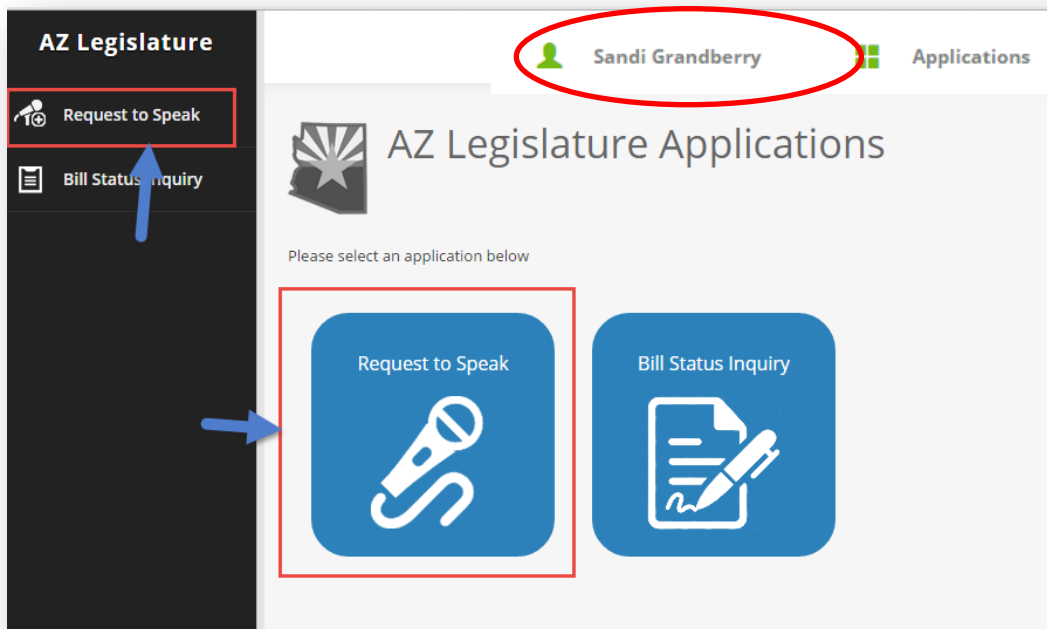 AZ Legislature
Sandi Grandberry
Applications
Request to Speak
Bill Status Inquiry
AZ Legislature Applications
Please select an application below
Request to Speak
Bill Status Inquiry